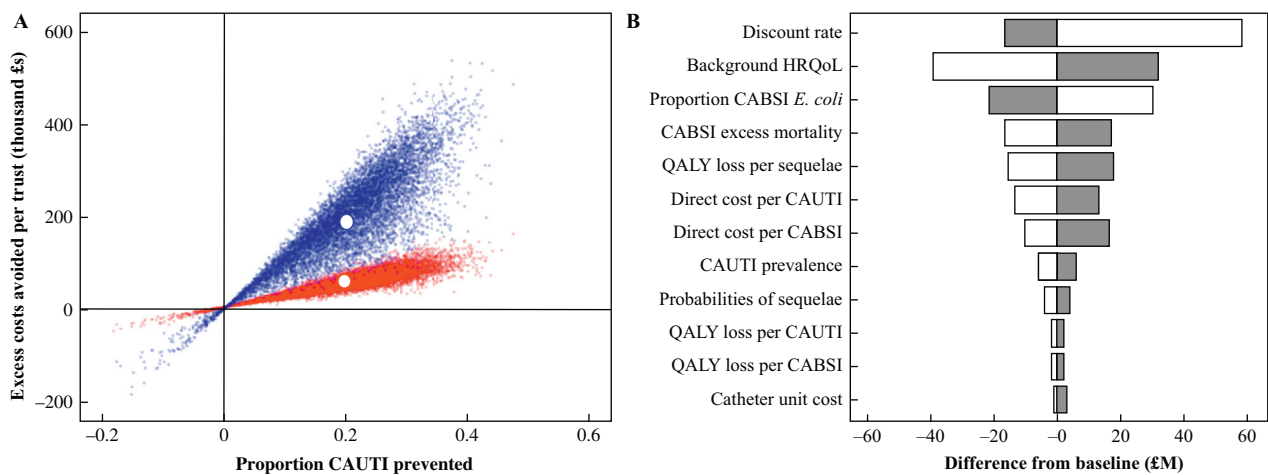 A
Excess costs avoided per trust (thousand £s)
600
400
200
0
–200
–0.2
0
0.2
0.4
0.6
Proportion CAUTI prevented
B
Discount rate
Background HRQoL
Proportion CABSI E. coli
CABSI excess mortality
QALY loss per sequelae
Direct cost per CAUTI
Direct cost per CABSI
CAUTI prevalence
Probabilities of sequelae
QALY loss per CAUTI
QALY loss per CABSI
Catheter unit cost
–60
–40
–20
–0
20
40
60
Difference from baseline (£M)